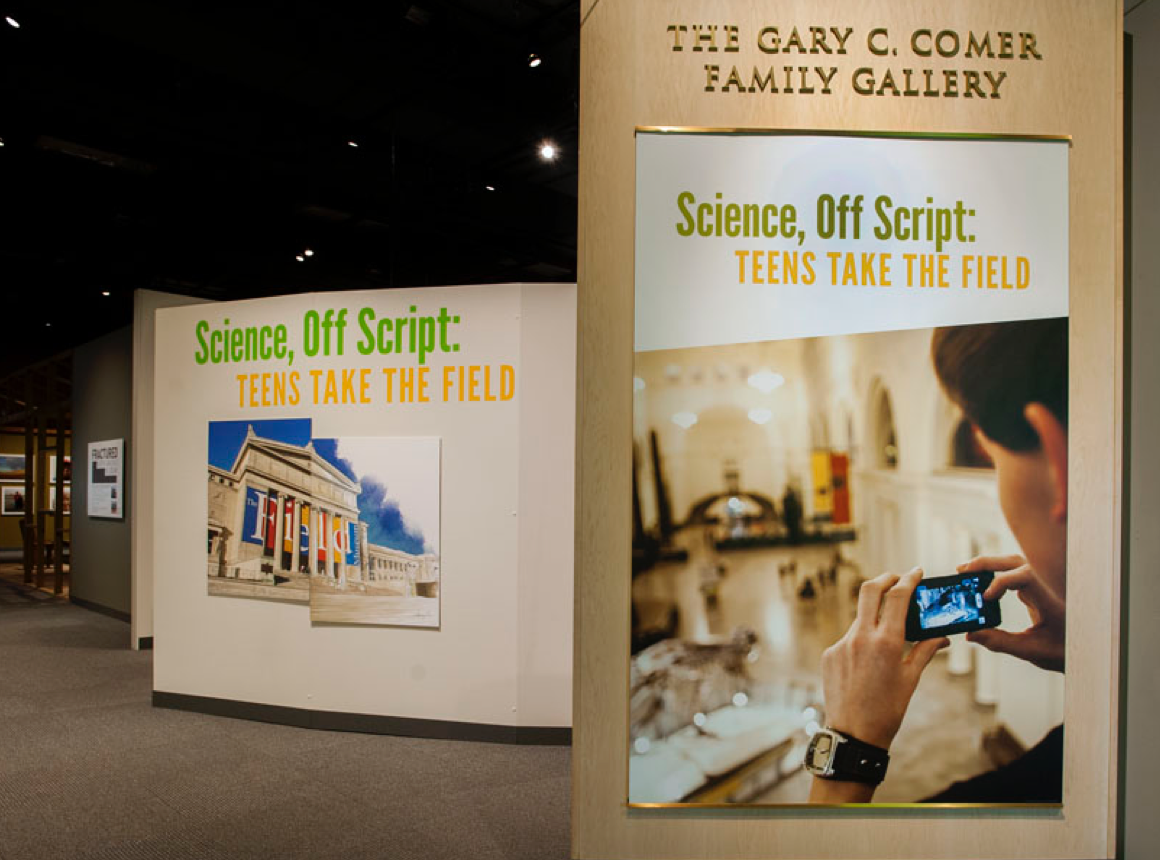 THE GARY C. COMER
FAMILY GALLERY
Science, Off Script:
TEENS TAKE THE FIELD
Science, Off Script:
TEENS TAKE THE FIELD
The Field
FRACTURED